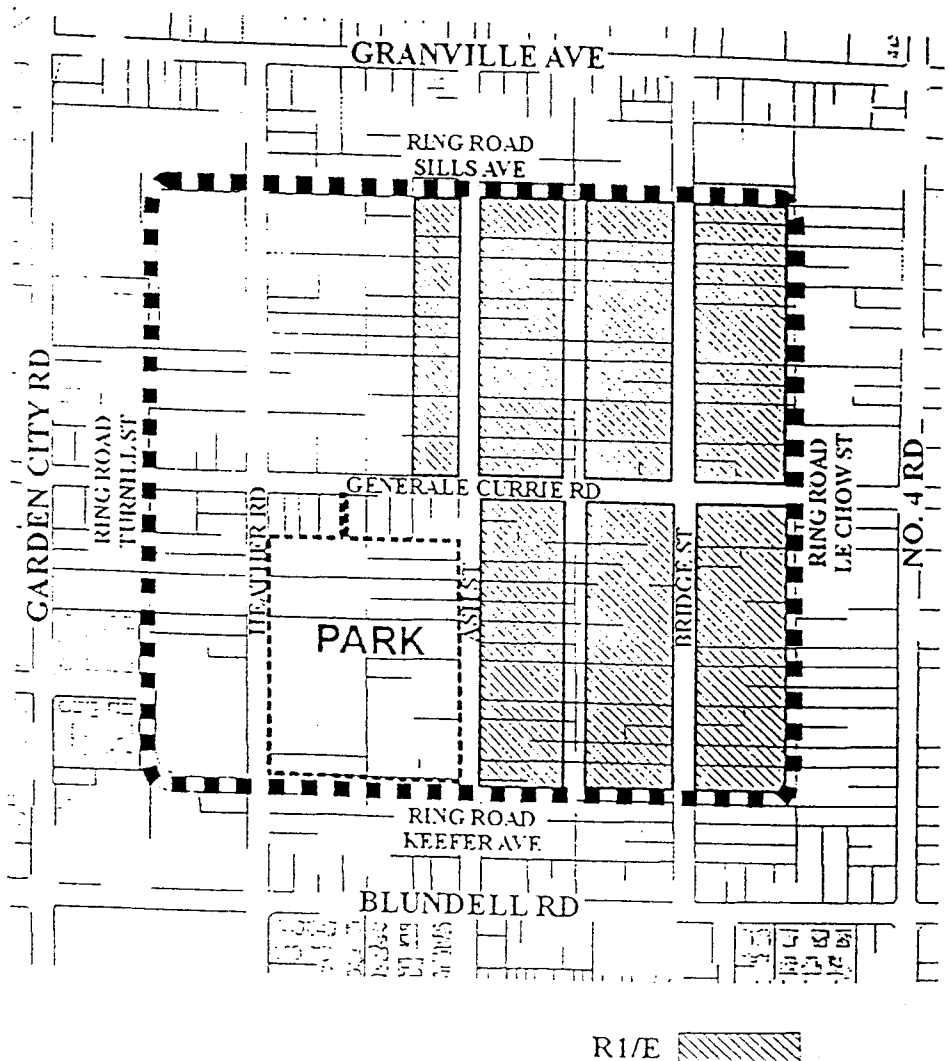 GRANVILLE AVE
RING ROAD
SILLS AVE
GARDEN CITY RD
RING ROAD
TURNILL ST
HEATHER RD
GENERALE CURRIE RD
PARK
ASH ST
BRIDGE ST
RING ROAD
LE CHOW ST
NO. 4 RD
RING ROAD
KEEFER AVE
BLUNDELL RD
R1/E